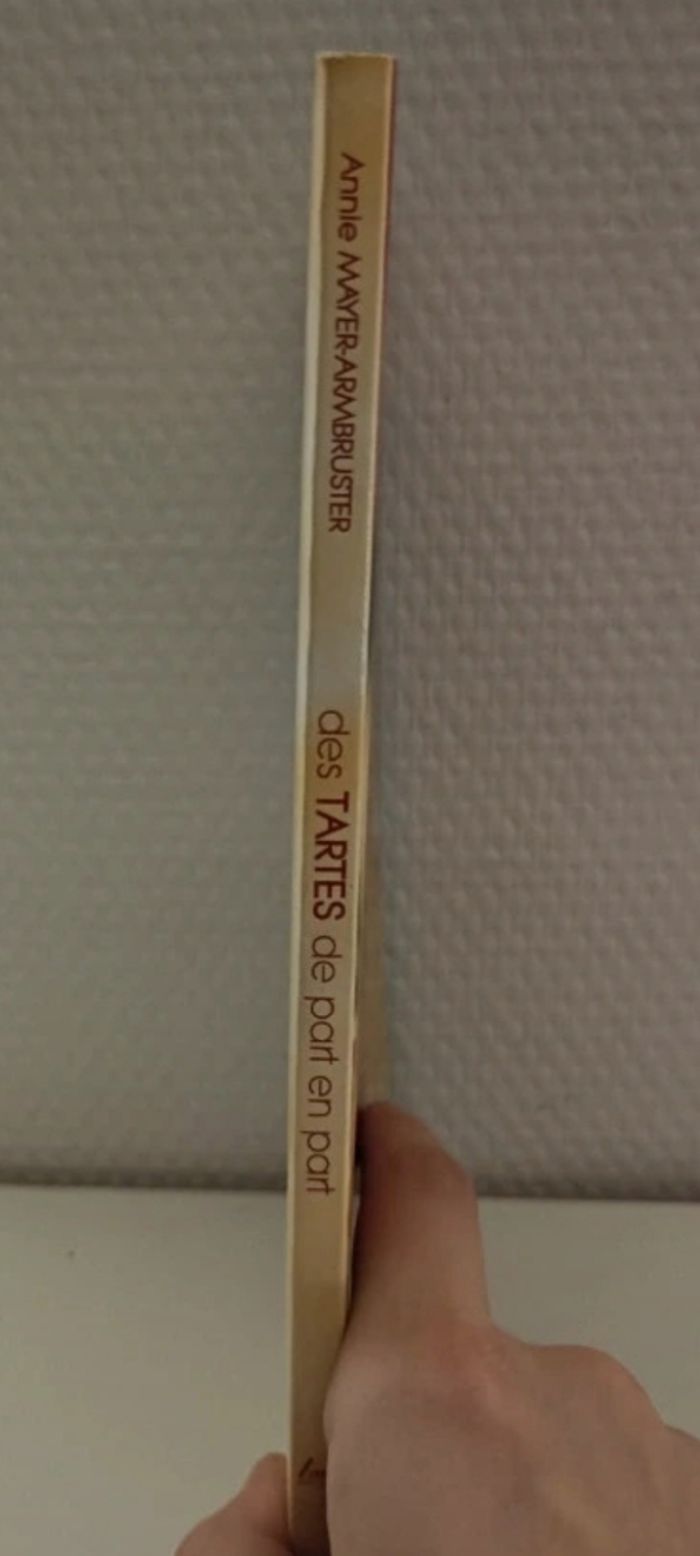 Annie MAYER-ARMBRUSTER
des TARTES de part en part